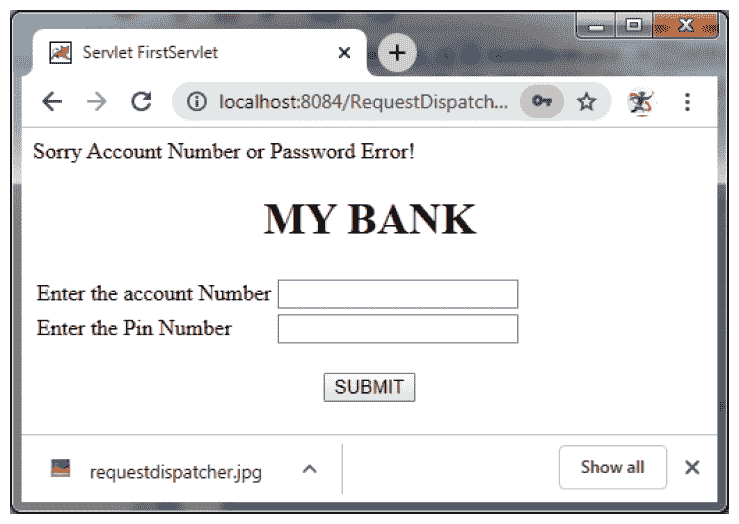 Servlet FirstServlet
localhost:8084/RequestDispatch...
Sorry Account Number or Password Error!
MY BANK
Enter the account Number
Enter the Pin Number
SUBMIT
requestdispatcher.jpg
Show all